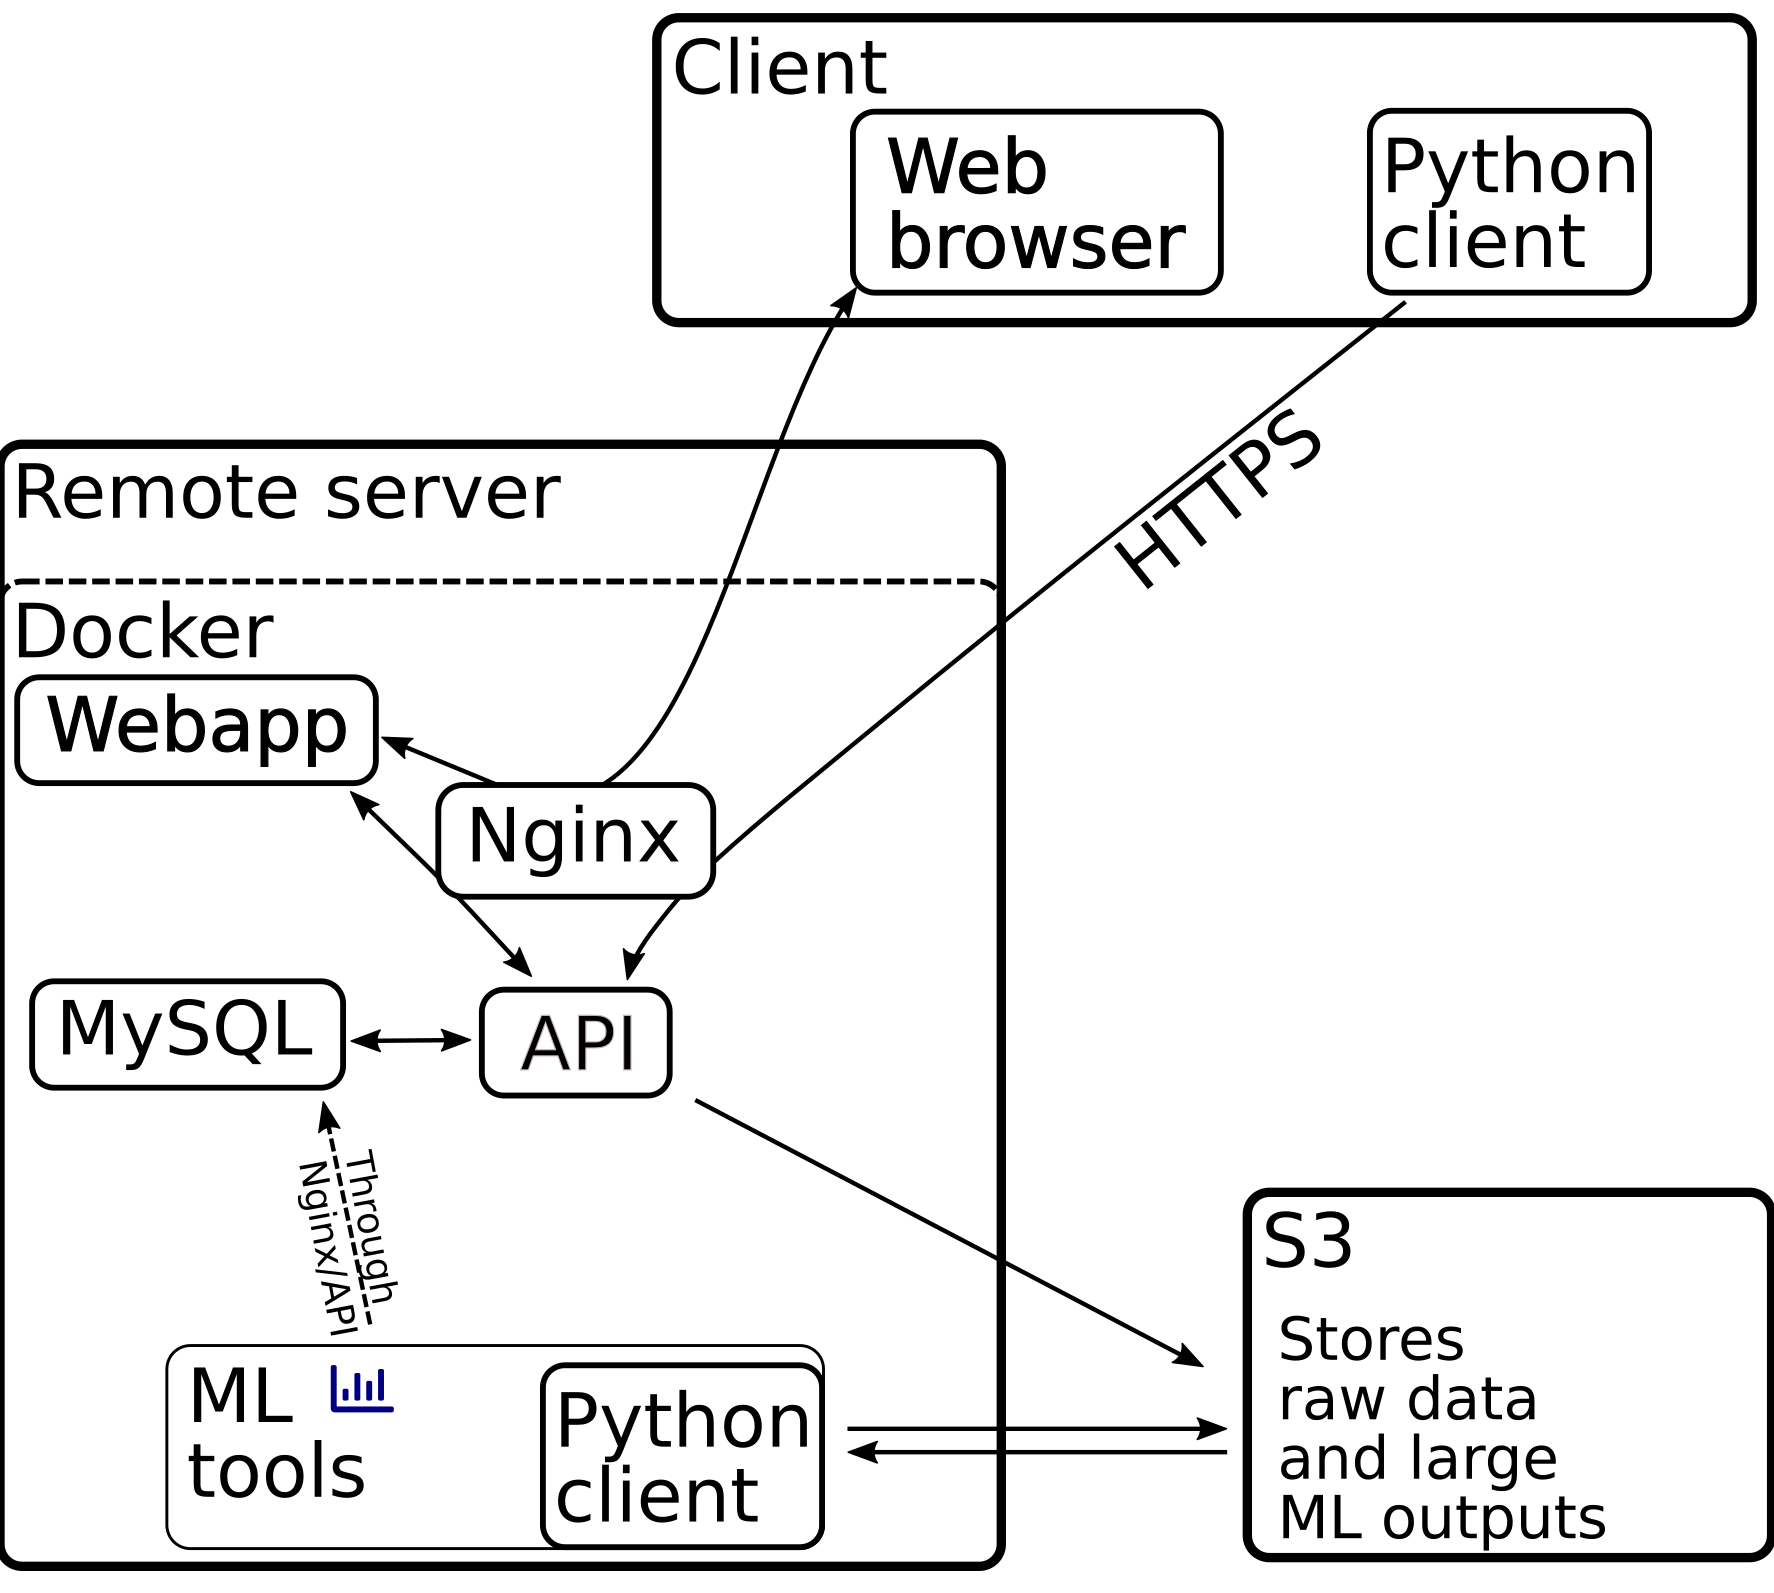 Client
Web
browser
Python
client
HTTPS
Remote server
Docker
Webapp
Nginx
MySQL
API
Through
Nginx/API
ML
tools
Python
client
S3
Stores
raw data
and large
ML outputs